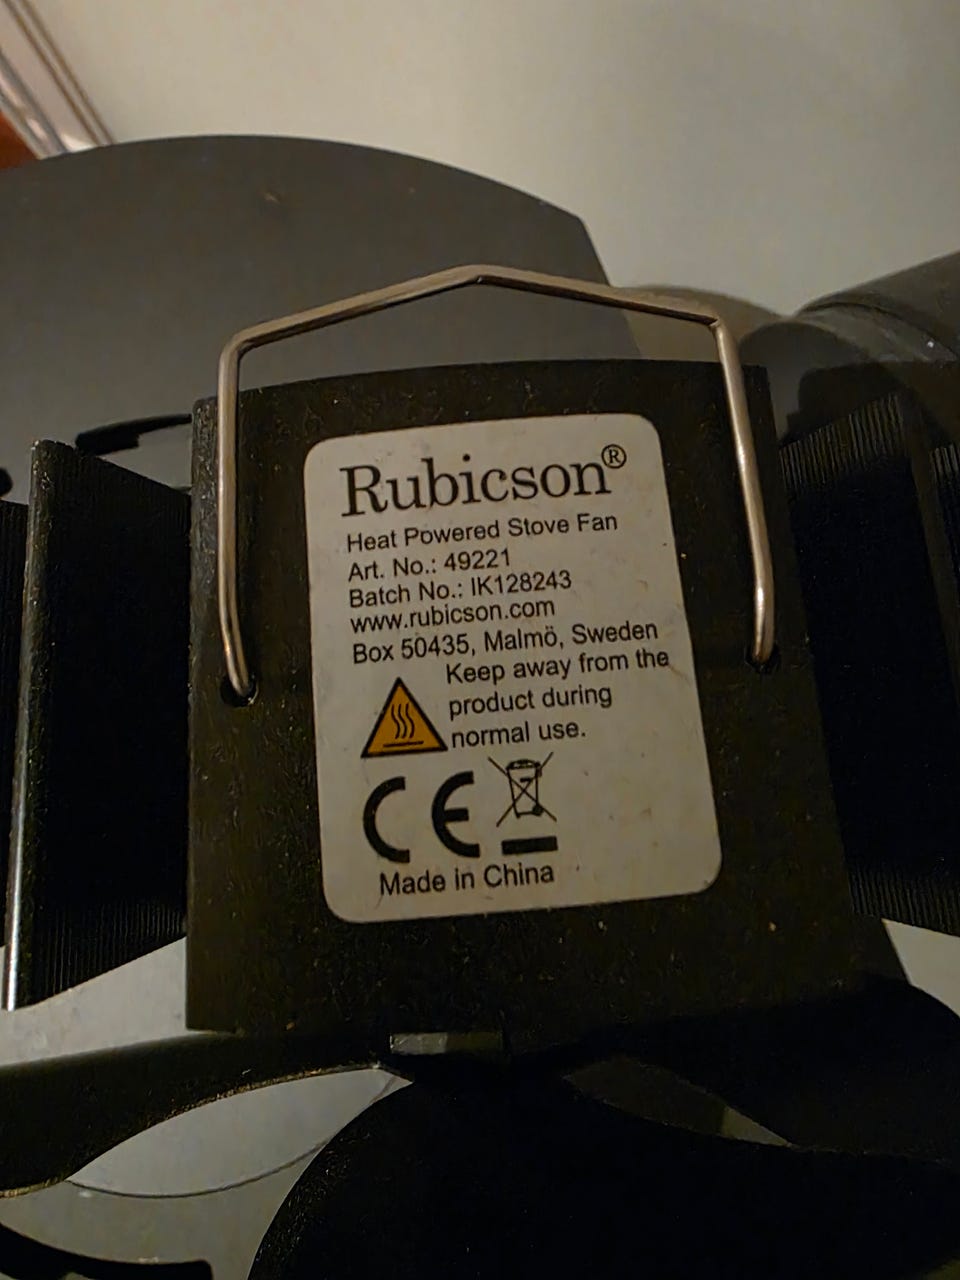 Rubicson®
Heat Powered Stove Fan
Art. No.: 49221
Batch No.: IK128243
www.rubicson.com
Box 50435, Malmö, Sweden
Keep away from the
product during
normal use.
CE
Made in China